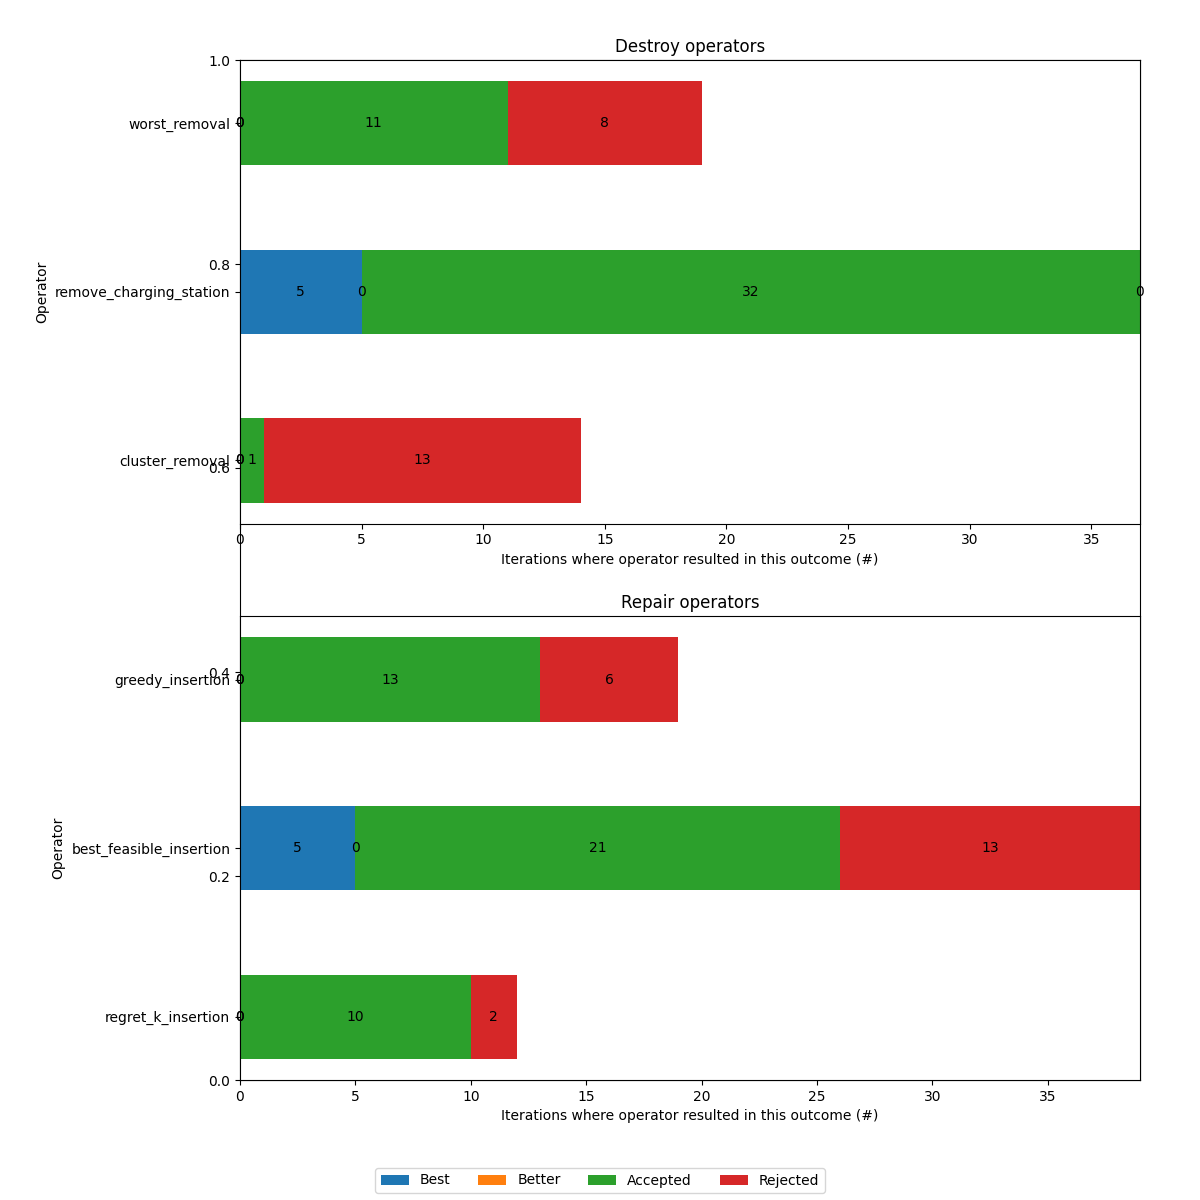 Destroy operators
1.0
worst_removal 0 0 11 8
0.8
Operator
remove_charging_station 5 0 32 0
cluster_removal 0 0 1 13
0.6
0 5 10 15 20 25 30 35
Iterations where operator resulted in this outcome (#)
Repair operators
0.4
greedy_insertion 0 0 13 6
Operator
best_feasible_insertion 5 0 21 13
0.2
regret_k_insertion 0 0 10 2
0.0
0 5 10 15 20 25 30 35
Iterations where operator resulted in this outcome (#)
Best Better Accepted Rejected